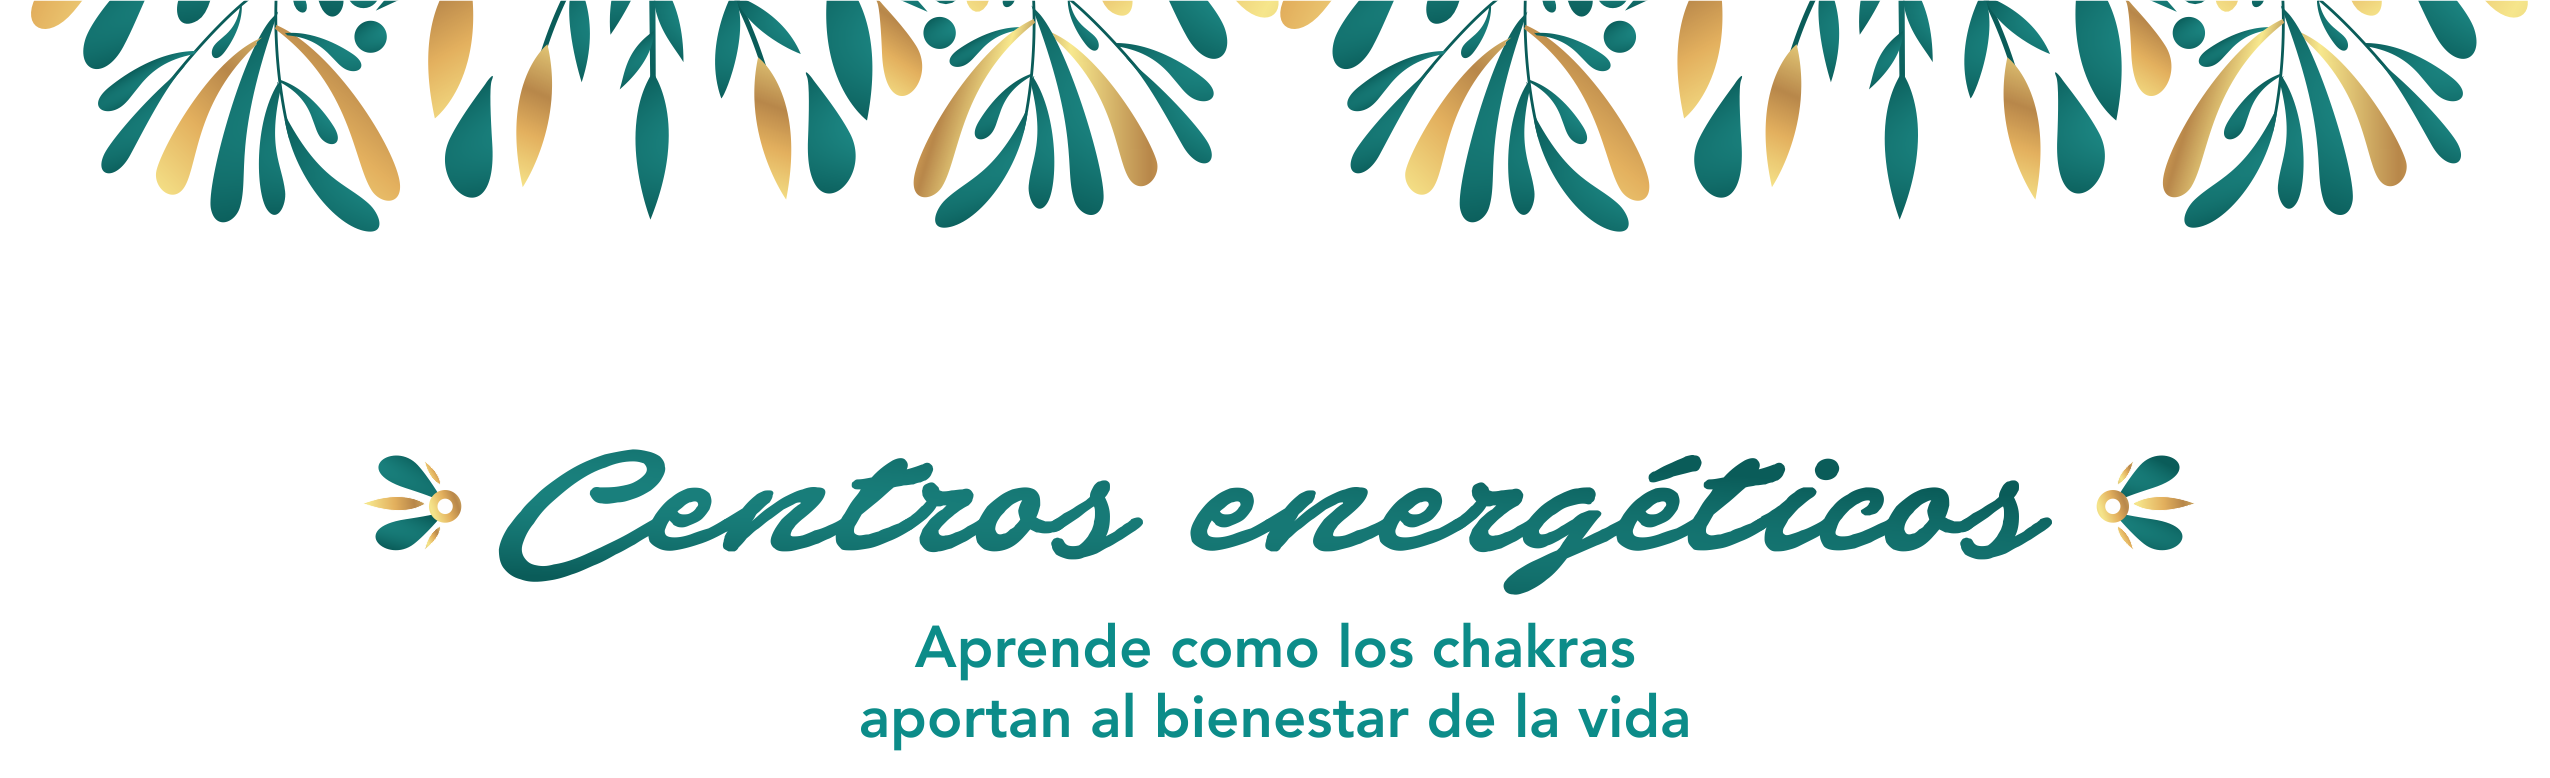 Centros energéticos
Aprende como los chakras
aportan al bienestar de la vida